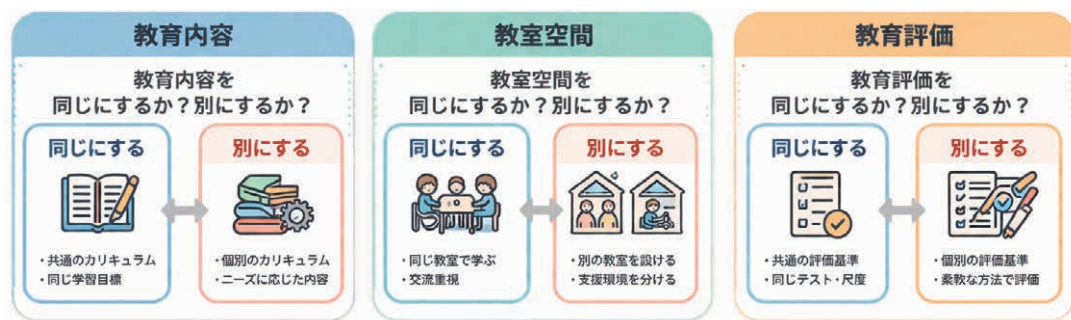 教育内容
教育内容を
同じにするか？別にするか？
同じにする
・共通のカリキュラム
・同じ学習目標
別にする
・個別のカリキュラム
・ニーズに応じた内容
教室空間
教室空間を
同じにするか？別にするか？
同じにする
・同じ教室で学ぶ
・交流重視
別にする
・別の教室を設ける
・支援環境を分ける
教育評価
教育評価を
同じにするか？別にするか？
同じにする
・共通の評価基準
・同じテスト・尺度
別にする
・個別の評価基準
・柔軟な方法で評価